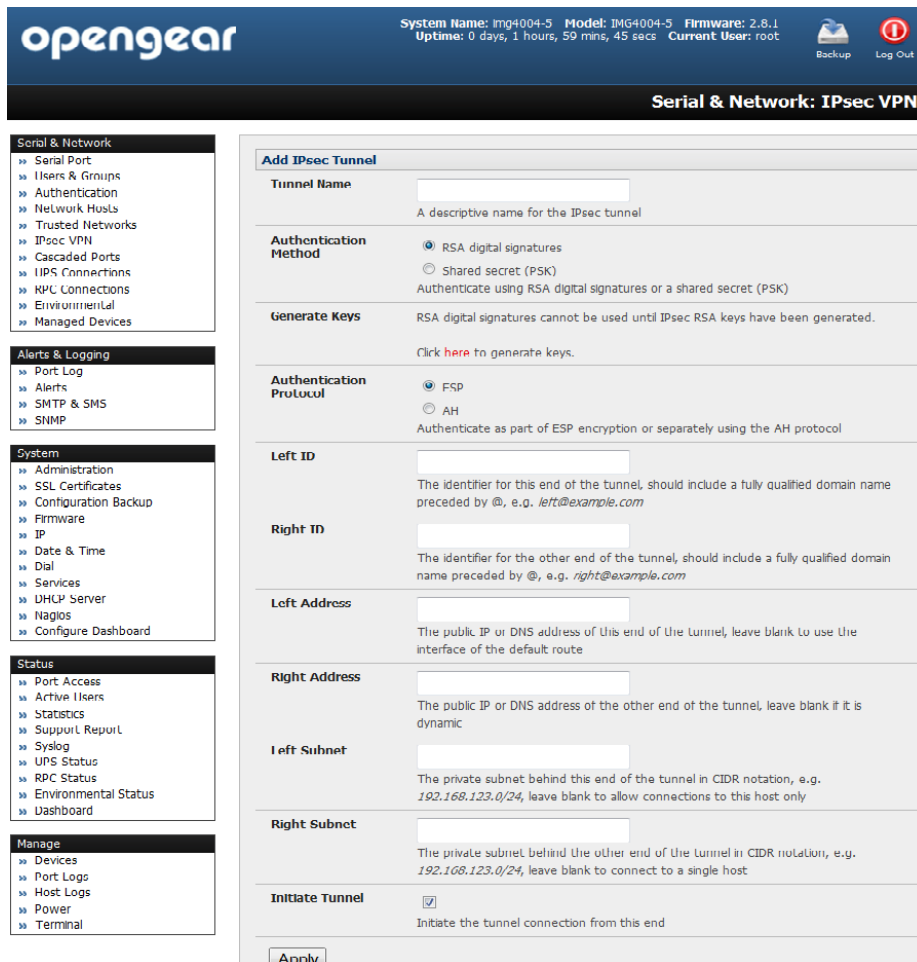 opengear
System Name: img4004-5 Model: IMG4004-5 Firmware: 2.8.1
Uptime: 0 days, 1 hours, 59 mins, 45 secs Current User: root
Backup
Log Out
Serial & Network: IPsec VPN
Serial & Network
» Serial Port
» Users & Groups
» Authentication
» Network Hosts
» Trusted Networks
» IPsec VPN
» Cascaded Ports
» UPS Connections
» RPC Connections
» Environmental
» Managed Devices
Alerts & Logging
» Port Log
» Alerts
» SMTP & SMS
» SNMP
System
» Administration
» SSL Certificates
» Configuration Backup
» Firmware
» IP
» Date & Time
» Dial
» Services
» DHCP Server
» Nagios
» Configure Dashboard
Status
» Port Access
» Active Users
» Statistics
» Support Report
» Syslog
» UPS Status
» RPC Status
» Environmental Status
» Dashboard
Manage
» Devices
» Port Logs
» Host Logs
» Power
» Terminal
Add IPsec Tunnel
Tunnel Name
A descriptive name for the IPsec tunnel
Authentication
Method
RSA digital signatures
Shared secret (PSK)
Authenticate using RSA digital signatures or a shared secret (PSK)
Generate Keys
RSA digital signatures cannot be used until IPsec RSA keys have been generated.
Click here to generate keys.
Authentication
Protocol
ESP
AH
Authenticate as part of ESP encryption or separately using the AH protocol
Left ID
The identifier for this end of the tunnel, should include a fully qualified domain name
preceded by @, e.g. left@example.com
Right ID
The identifier for the other end of the tunnel, should include a fully qualified domain
name preceded by @, e.g. right@example.com
Left Address
The public IP or DNS address of this end of the tunnel, leave blank to use the
interface of the default route
Right Address
The public IP or DNS address of the other end of the tunnel, leave blank if it is
dynamic
Left Subnet
The private subnet behind this end of the tunnel in CIDR notation, e.g.
192.168.123.0/24, leave blank to allow connections to this host only
Right Subnet
The private subnet behind the other end of the tunnel in CIDR notation, e.g.
192.168.123.0/24, leave blank to connect to a single host
Initiate Tunnel
Initiate the tunnel connection from this end
Apply